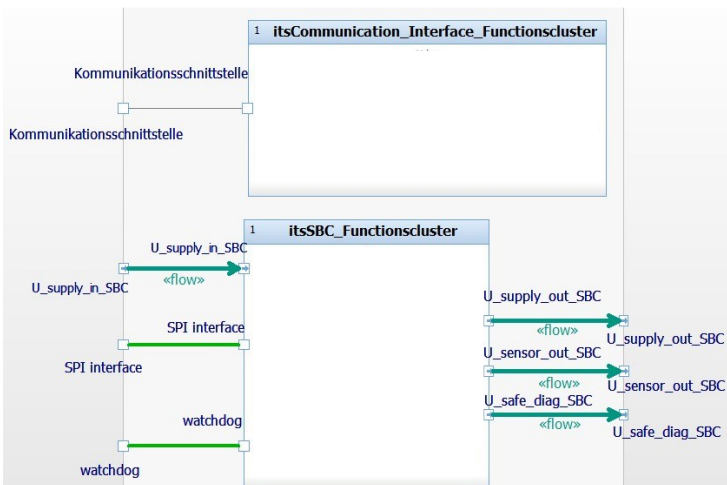 1 itsCommunication_Interface_Functionscluster
Kommunikationsschnittstelle
Kommunikationsschnittstelle
1 itsSBC_Functionscluster
U_supply_in_SBC
«flow»
U_supply_in_SBC
U_supply_out_SBC
«flow»
U_supply_out_SBC
SPI interface
SPI interface
U_sensor_out_SBC
«flow»
U_sensor_out_SBC
U_safe_diag_SBC
«flow»
U_safe_diag_SBC
watchdog
watchdog